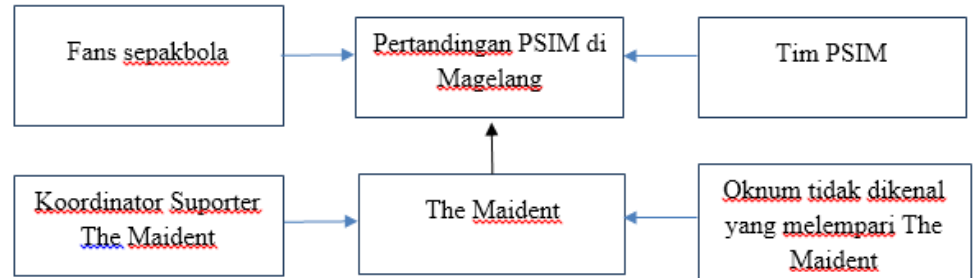 Fans sepakbola
Pertandingan PSIM di
Magelang
Tim PSIM
Koordinator Suporter
The Maident
The Maident
Oknum tidak dikenal
yang melempari The
Maident